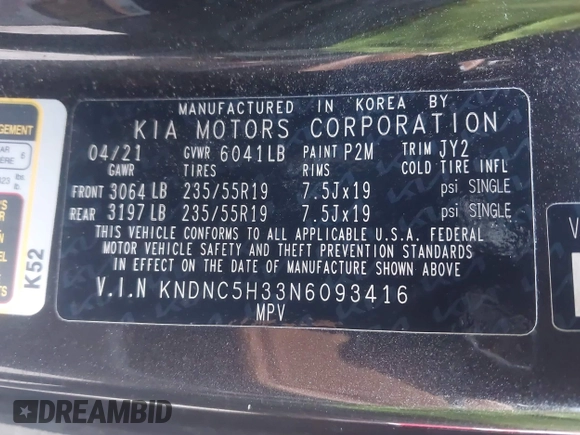 MANUFACTURED IN KOREA BY
KIA MOTORS CORPORATION
04/21 GVWR 6041LB PAINT P2M TRIM JY2
GAWR TIRES RIMS COLD TIRE INFL
FRONT 3064 LB 235/55R19 7.5Jx19 psi SINGLE
REAR 3197 LB 235/55R19 7.5Jx19 psi SINGLE
THIS VEHICLE CONFORMS TO ALL APPLICABLE U.S.A. FEDERAL
MOTOR VEHICLE SAFETY AND THEFT PREVENTION STANDARDS
IN EFFECT ON THE DATE OF MANUFACTURE SHOWN ABOVE
V.I.N KNDNC5H33N6093416
MPV
K52
DREAMBID